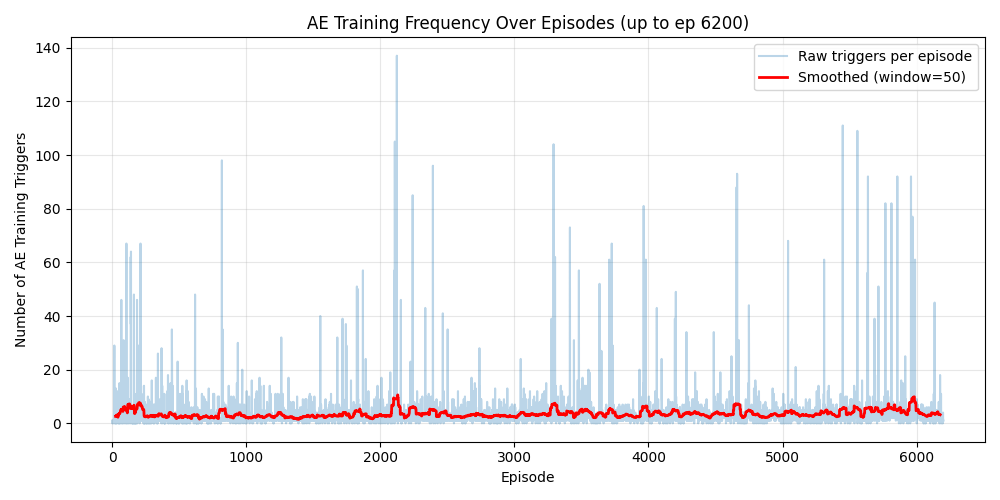 AE Training Frequency Over Episodes (up to ep 6200)
Raw triggers per episode
Smoothed (window=50)
Number of AE Training Triggers
140
120
100
80
60
40
20
0
0 1000 2000 3000 4000 5000 6000
Episode